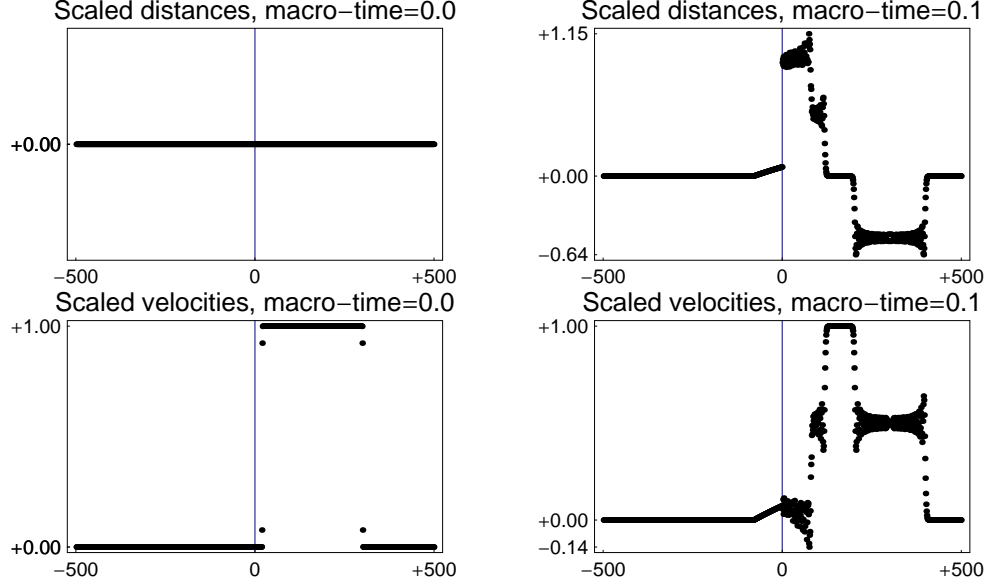 Scaled distances, macro−time=0.0
+0.00
−500 0 +500
Scaled distances, macro−time=0.1
+1.15
+0.00
−0.64
−500 0 +500
Scaled velocities, macro−time=0.0
+1.00
+0.00
−500 0 +500
Scaled velocities, macro−time=0.1
+1.00
+0.00
−0.14
−500 0 +500